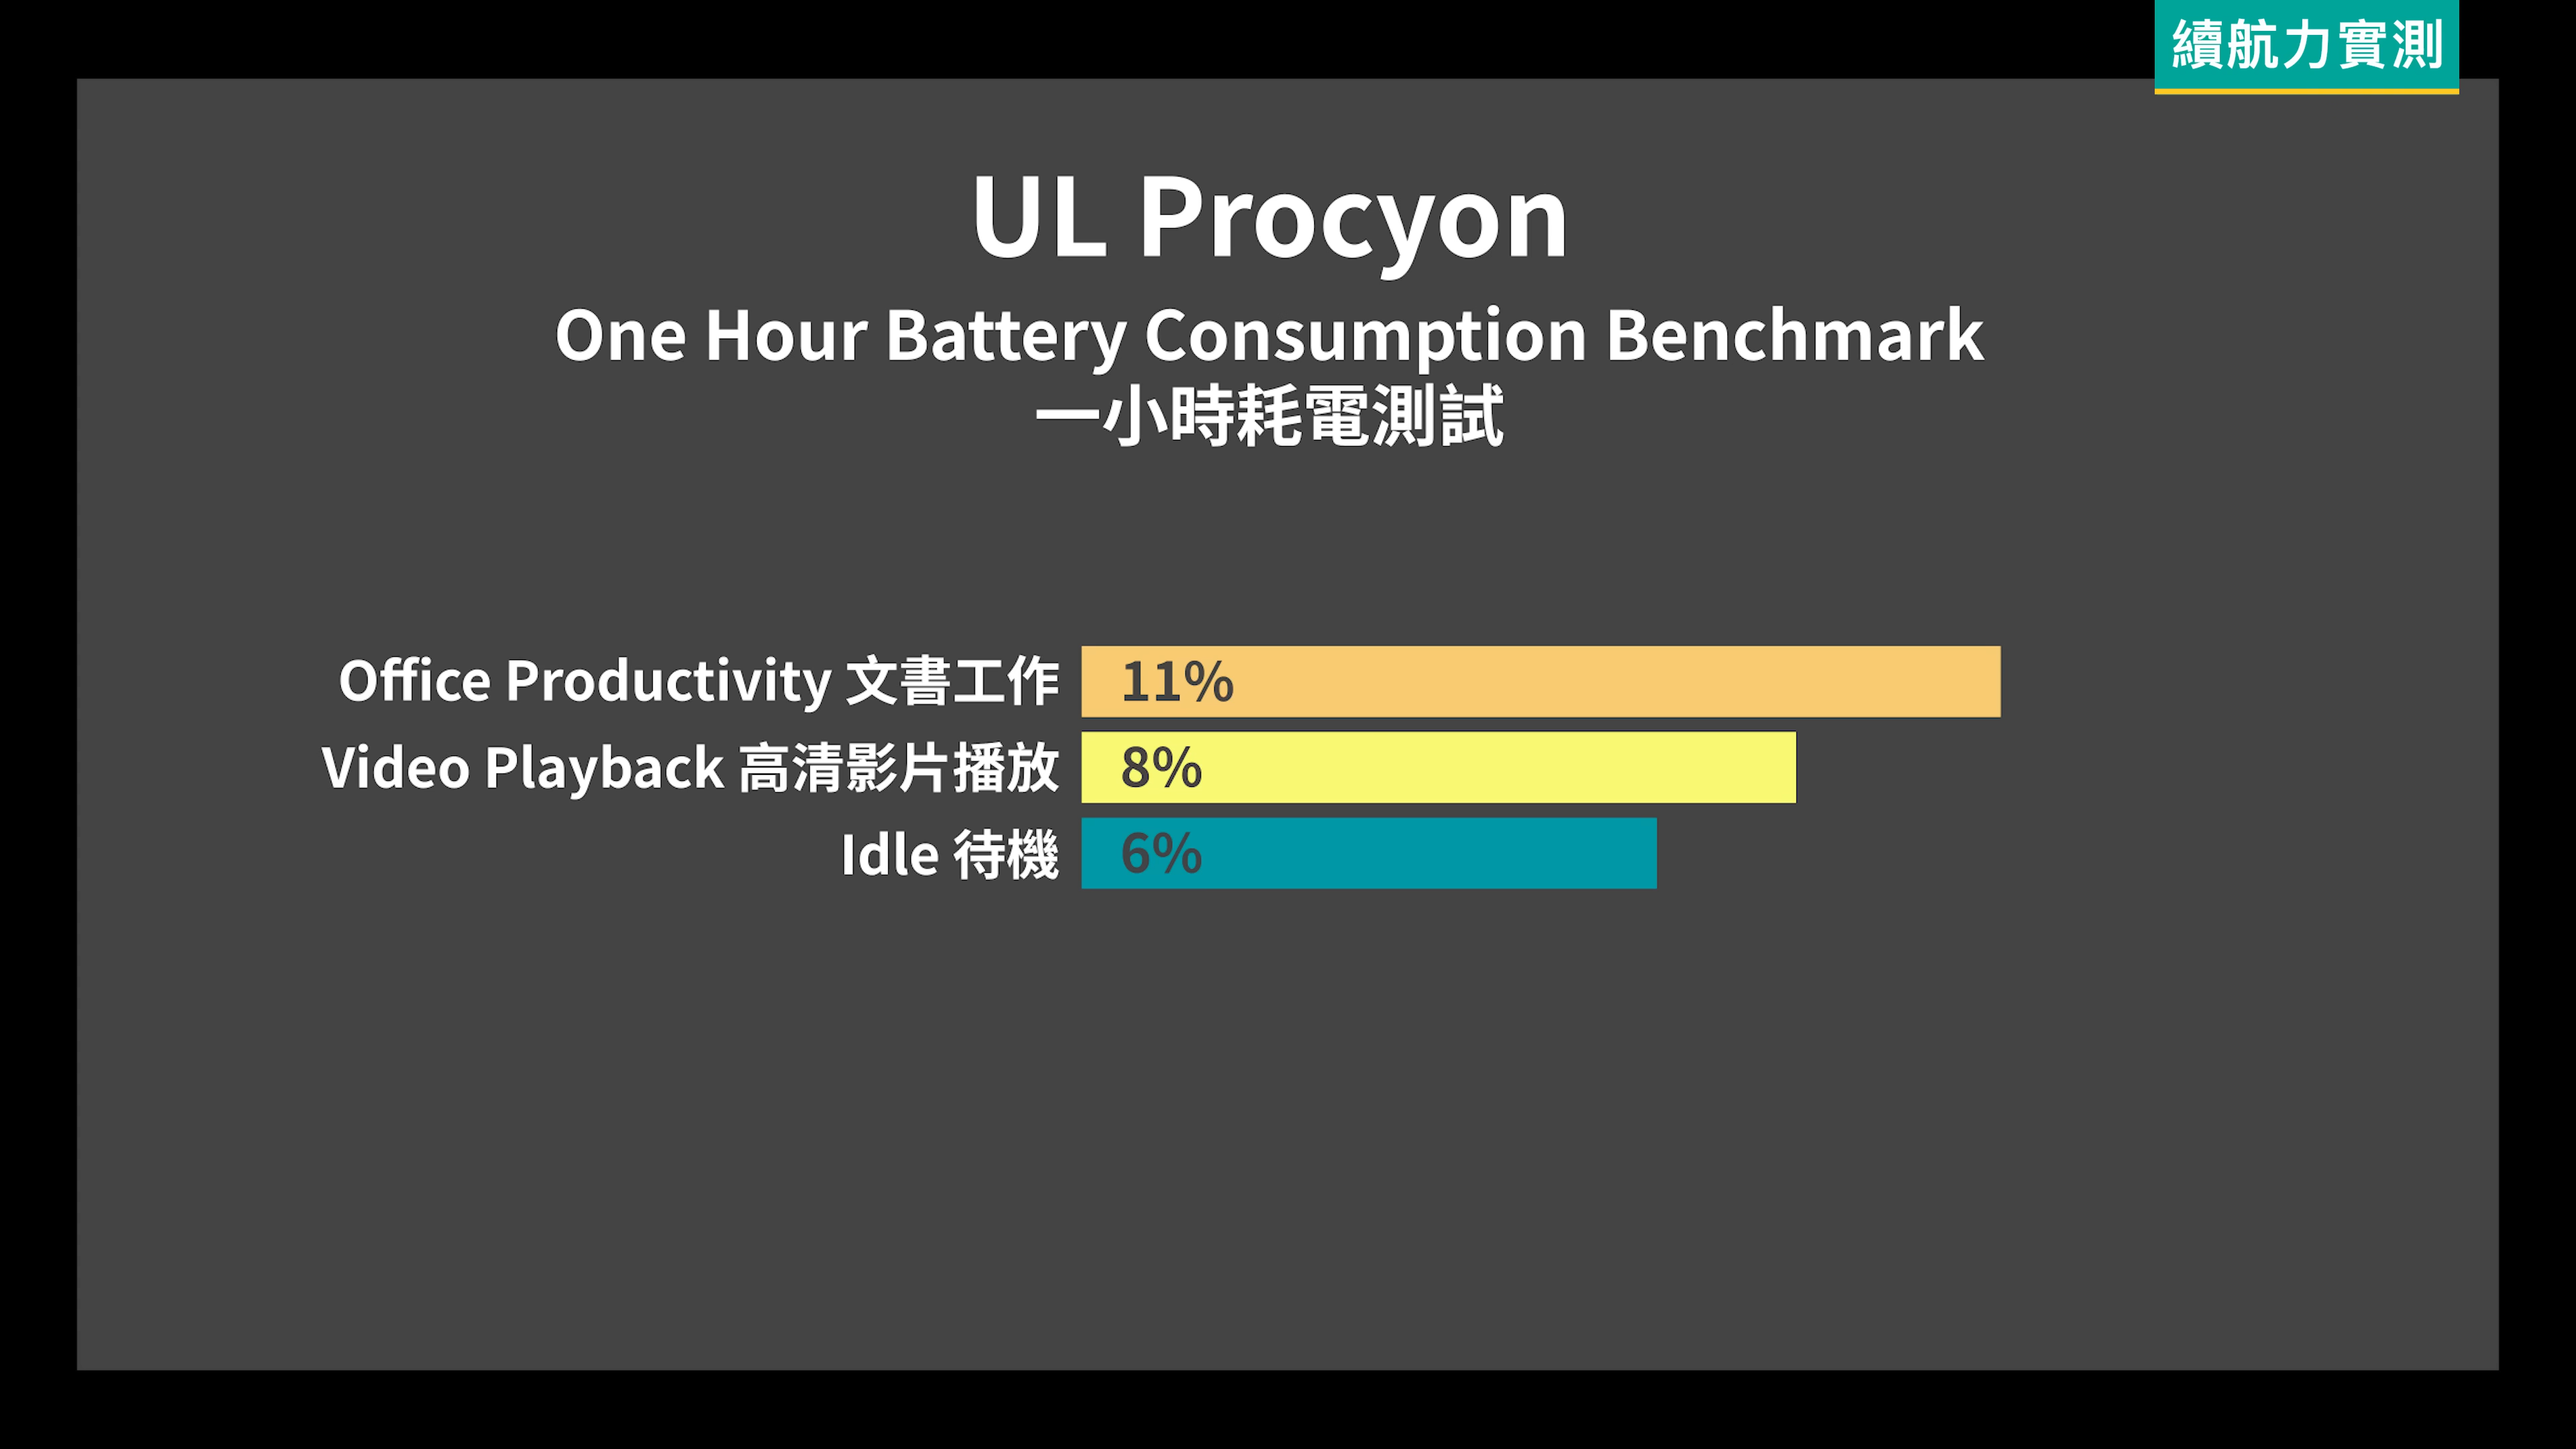 續航力實測
UL Procyon
One Hour Battery Consumption Benchmark
一小時耗電測試
Office Productivity 文書工作 11%
Video Playback 高清影片播放 8%
Idle 待機 6%